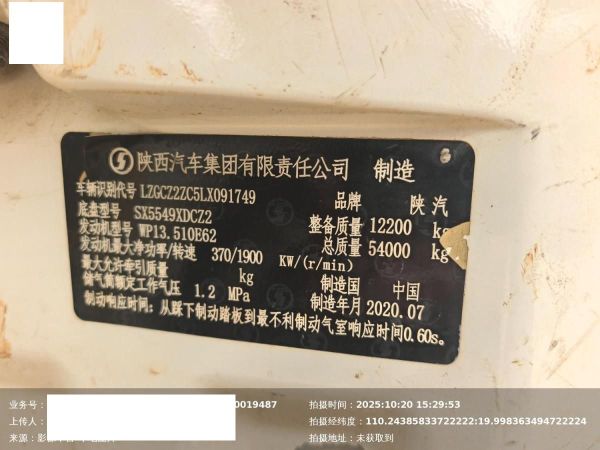 陕西汽车集团有限责任公司 制造
车辆识别代号 LZGCZ2ZC5LX091749 品牌 陕汽
底盘型号 SX5549XDCZ2 整备质量 12200 kg
发动机型号 WP13.510E62 总质量 54000 kg
发动机最大净功率/转速 370/1900 KW/(r/min)
最大允许牵引质量 kg 制造国 中国
储气筒额定工作气压 1.2 MPa 制造年月 2020.07
制动响应时间: 从踩下制动踏板到最不利制动气室响应时间0.60s。
业务号: 0019487 拍摄时间: 2025:10:20 15:29:53
上传人: 拍摄经纬度: 110.24385833722222:19.998363494722224
来源: 拍摄地址: 未获取到